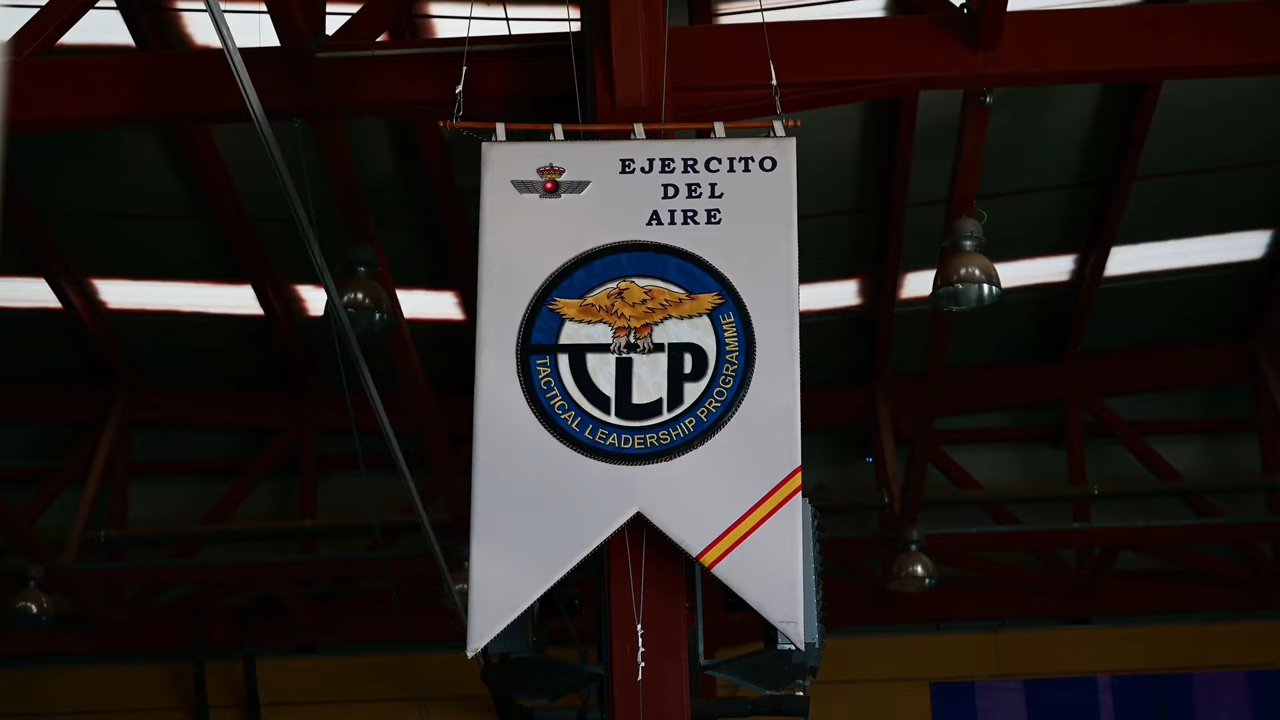 EJERCITO
DEL
AIRE
TLP
TACTICAL LEADERSHIP PROGRAMME